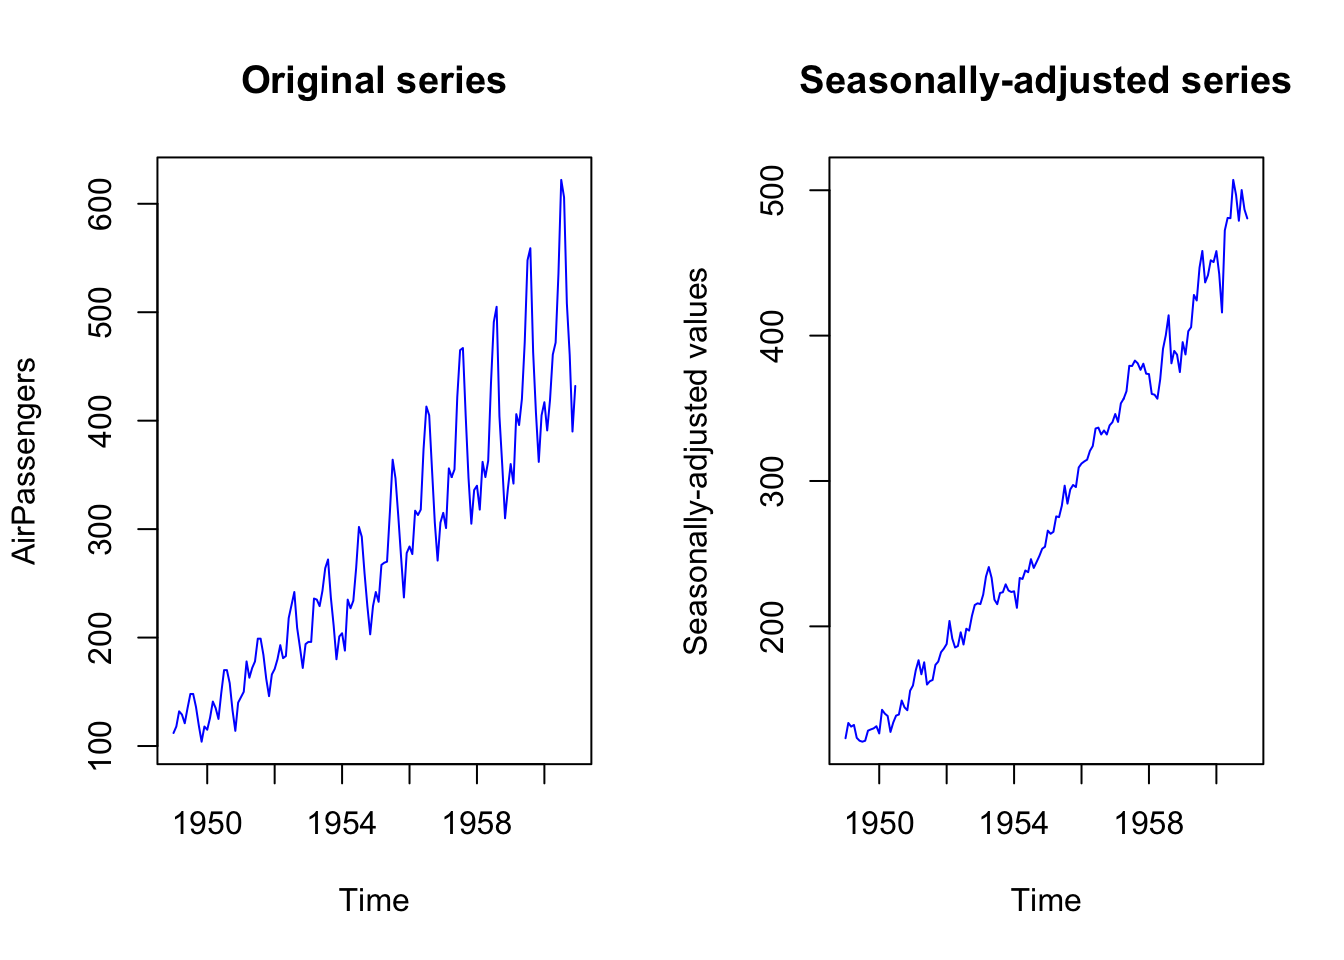 Original series
AirPassengers
600
500
400
300
200
100
1950 1954 1958
Time
Seasonally-adjusted series
Seasonally-adjusted values
500
400
300
200
1950 1954 1958
Time